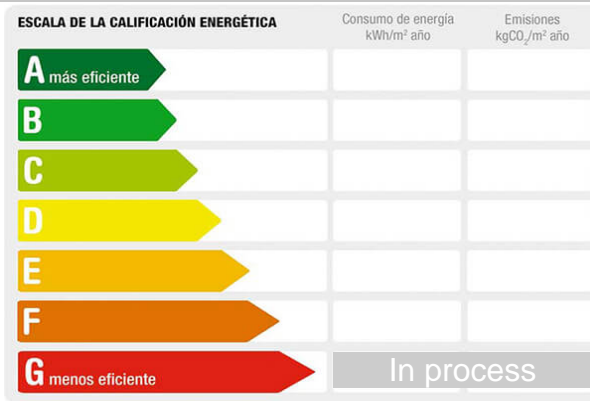 ESCALA DE LA CALIFICACIÓN ENERGÉTICA
Consumo de energía
kWh/m² año
Emisiones
kgCO₂/m² año
A más eficiente
B
C
D
E
F
G menos eficiente
In process